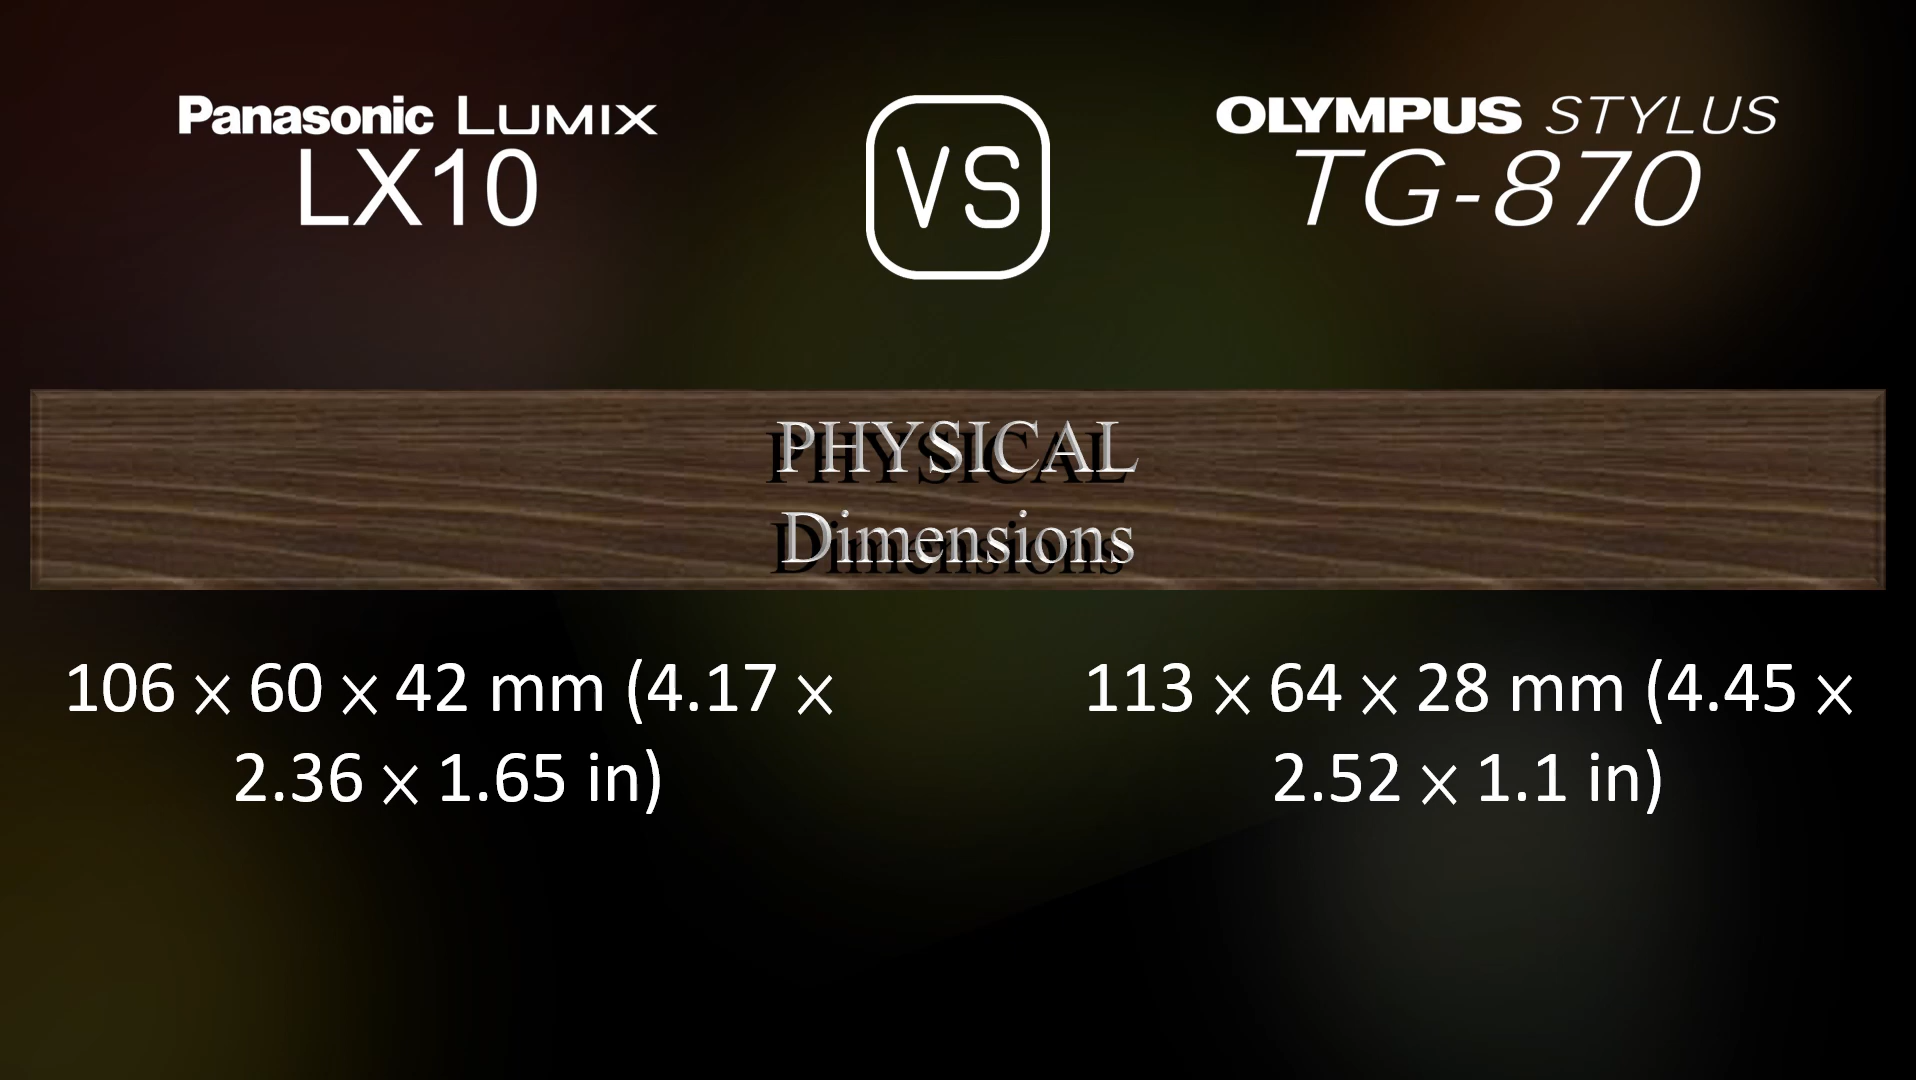 Panasonic LUMIX
LX10
VS
OLYMPUS STYLUS
TG-870
PHYSICAL
Dimensions
106 x 60 x 42 mm (4.17 x
2.36 x 1.65 in)
113 x 64 x 28 mm (4.45 x
2.52 x 1.1 in)